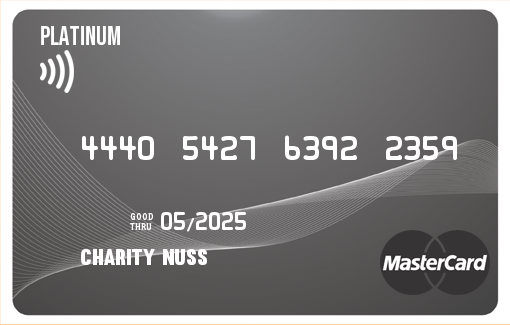 PLATINUM
4440 5427 6392 2359
GOOD THRU 05/2025
CHARITY NUSS
MasterCard